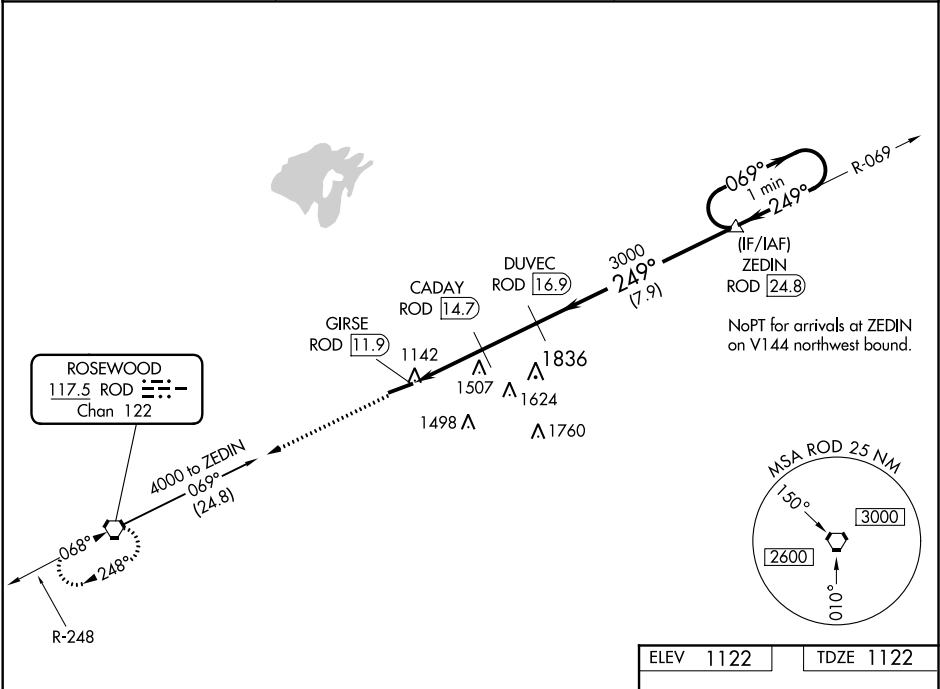 069°
1 min
249°
R-069
(IF/IAF)
ZEDIN
ROD 24.8
NoPT for arrivals at ZEDIN
on V144 northwest bound.
3000
249°
(7.9)
DUVEC
ROD 16.9
CADAY
ROD 14.7
GIRSE
ROD 11.9
1142
1507
1836
1624
1498
1760
ROSEWOOD
117.5 ROD
Chan 122
4000 to ZEDIN
069°
(24.8)
068°
248°
R-248
MSA ROD 25 NM
150°
3000
2600
010°
ELEV 1122
TDZE 1122